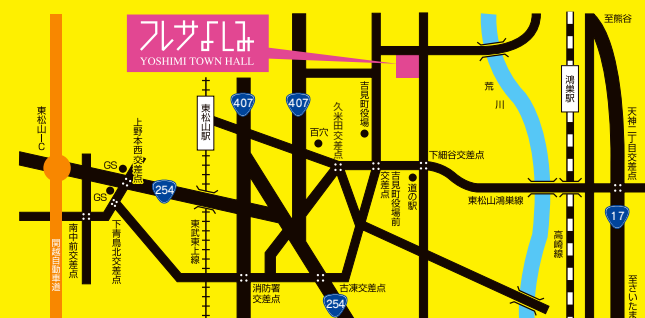 フレサよしみ
YOSHIMI TOWN HALL
至熊谷
鴻巣駅
荒川
天神二丁目交差点
吉見町役場
久米田交差点
百穴
407
407
東松山駅
東松山IC
上野本西交差点
GS
GS
254
下細谷交差点
道の駅
吉見町役場前
交差点
東松山鴻巣線
17
高崎線
至さいたま
東武東上線
下青鳥北交差点
南中前交差点
関越自動車道
消防署
交差点
古凍交差点
254